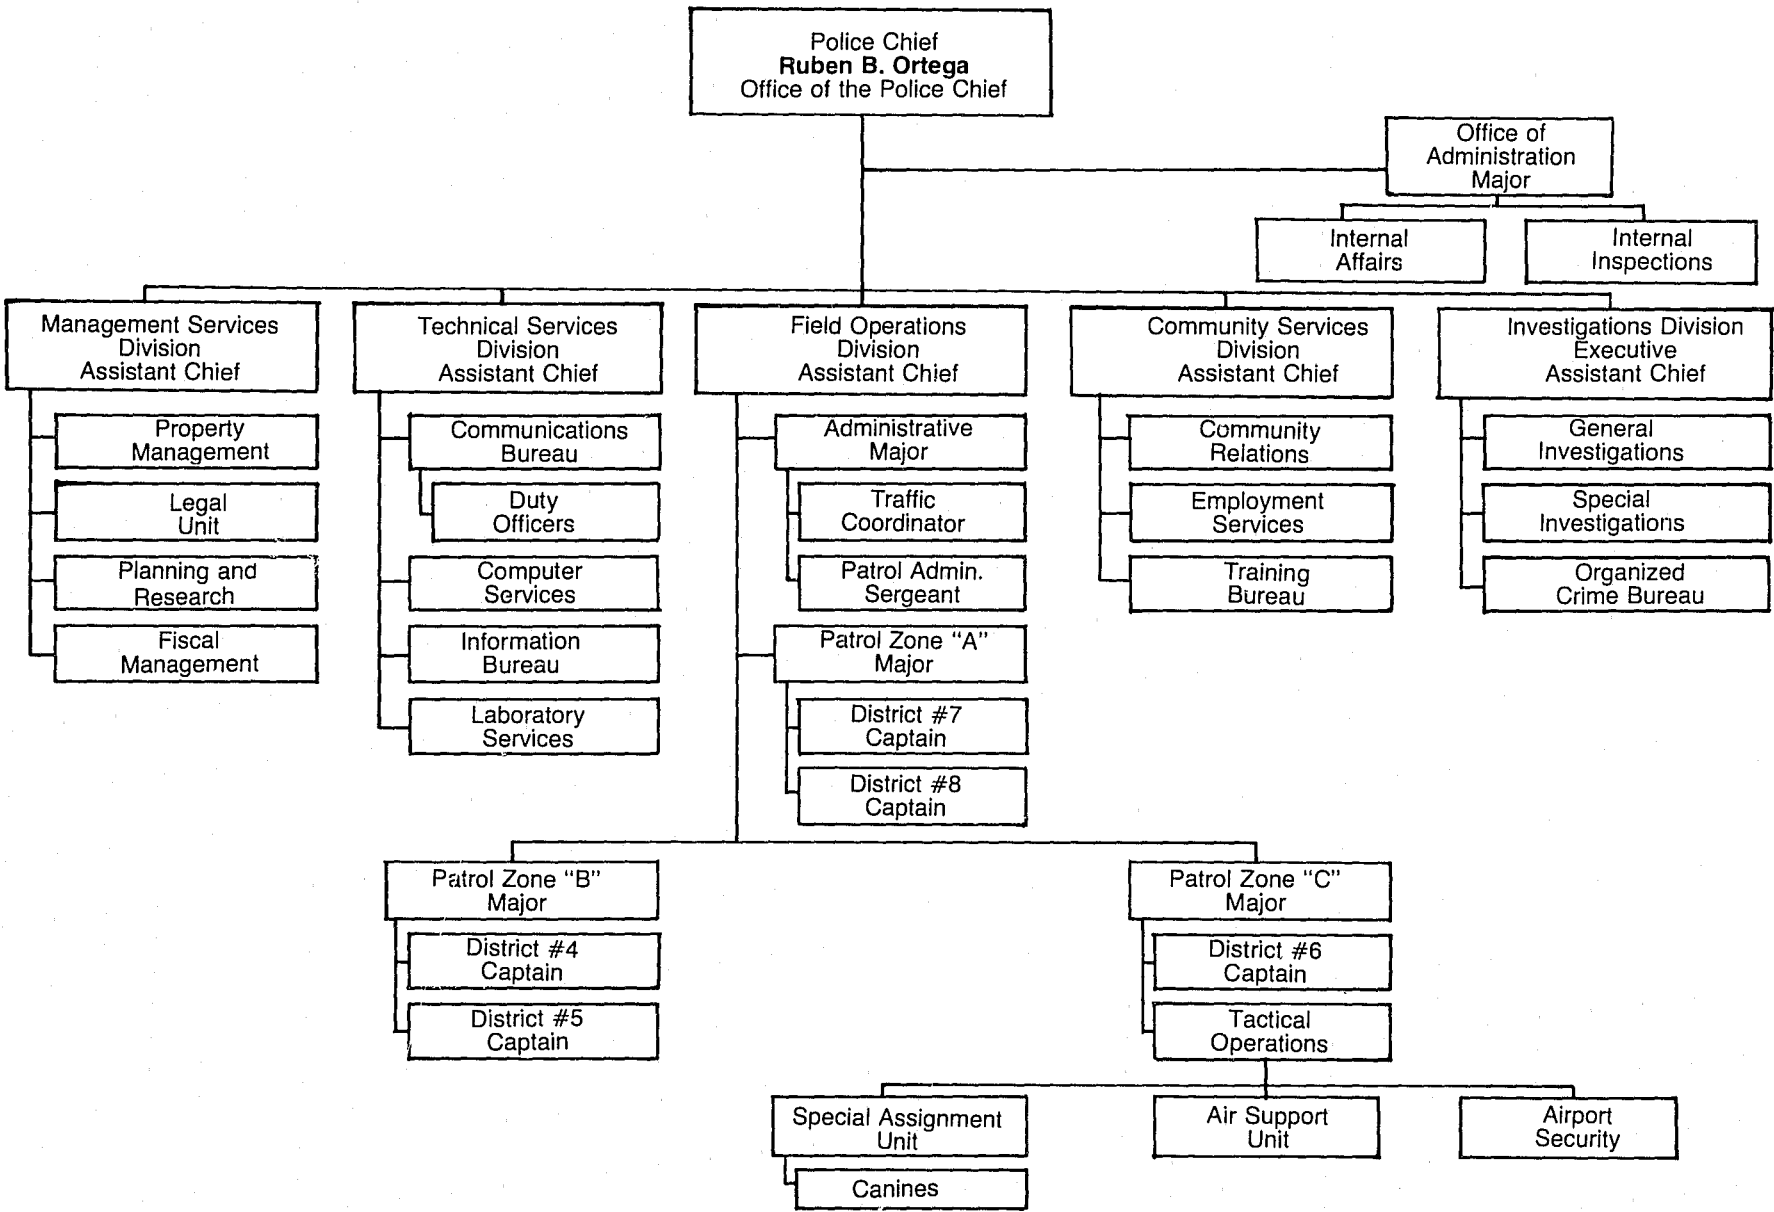 Police Chief
Ruben B. Ortega
Office of the Police Chief
Office of
Administration
Major
Internal
Affairs
Internal
Inspections
Management Services
Division
Assistant Chief
Property
Management
Legal
Unit
Planning and
Research
Fiscal
Management
Technical Services
Division
Assistant Chief
Communications
Bureau
Duty
Officers
Computer
Services
Information
Bureau
Laboratory
Services
Field Operations
Division
Assistant Chief
Administrative
Major
Traffic
Coordinator
Patrol Admin.
Sergeant
Patrol Zone "A"
Major
District #7
Captain
District #8
Captain
Community Services
Division
Assistant Chief
Community
Relations
Employment
Services
Training
Bureau
Investigations Division
Executive
Assistant Chief
General
Investigations
Special
Investigations
Organized
Crime Bureau
Patrol Zone "B"
Major
District #4
Captain
District #5
Captain
Patrol Zone "C"
Major
District #6
Captain
Tactical
Operations
Special Assignment
Unit
Canines
Air Support
Unit
Airport
Security